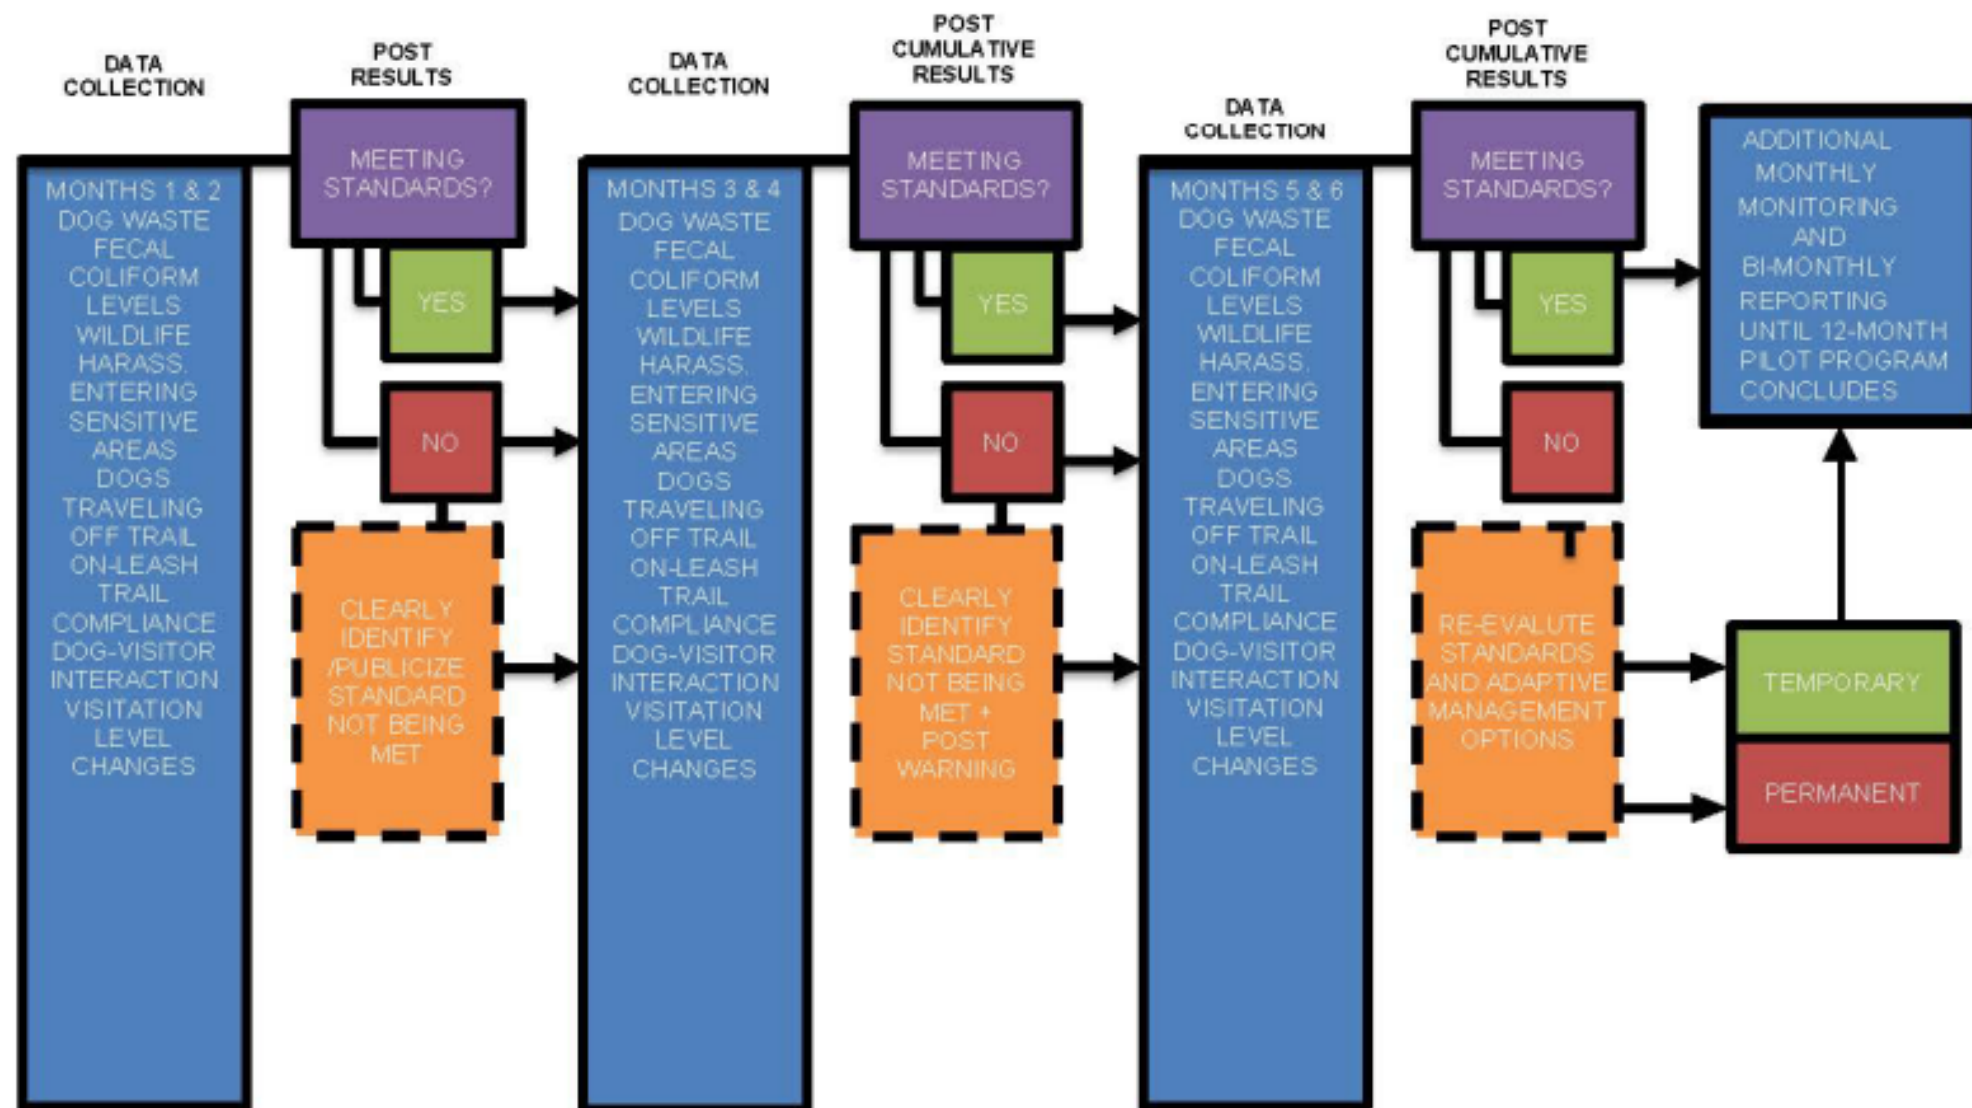 DATA
COLLECTION
MONTHS 1 & 2
DOG WASTE
FECAL
COLIFORM
LEVELS
WILDLIFE
HARASS.
ENTERING
SENSITIVE
AREAS
DOGS
TRAVELING
OFF TRAIL
ON-LEASH
TRAIL
COMPLIANCE
DOG-VISITOR
INTERACTION
VISITATION
LEVEL
CHANGES
POST
RESULTS
MEETING
STANDARDS?
YES
NO
CLEARLY
IDENTIFY
/PUBLICIZE
STANDARD
NOT BEING
MET
DATA
COLLECTION
MONTHS 3 & 4
DOG WASTE
FECAL
COLIFORM
LEVELS
WILDLIFE
HARASS.
ENTERING
SENSITIVE
AREAS
DOGS
TRAVELING
OFF TRAIL
ON-LEASH
TRAIL
COMPLIANCE
DOG-VISITOR
INTERACTION
VISITATION
LEVEL
CHANGES
POST
CUMULATIVE
RESULTS
MEETING
STANDARDS?
YES
NO
CLEARLY
IDENTIFY
STANDARD
NOT BEING
MET +
POST
WARNING
DATA
COLLECTION
MONTHS 5 & 6
DOG WASTE
FECAL
COLIFORM
LEVELS
WILDLIFE
HARASS.
ENTERING
SENSITIVE
AREAS
DOGS
TRAVELING
OFF TRAIL
ON-LEASH
TRAIL
COMPLIANCE
DOG-VISITOR
INTERACTION
VISITATION
LEVEL
CHANGES
POST
CUMULATIVE
RESULTS
MEETING
STANDARDS?
YES
NO
RE-EVALUTE
STANDARDS
AND ADAPTIVE
MANAGEMENT
OPTIONS
ADDITIONAL
MONTHLY
MONITORING
AND
BI-MONTHLY
REPORTING
UNTIL 12-MONTH
PILOT PROGRAM
CONCLUDES
TEMPORARY
PERMANENT